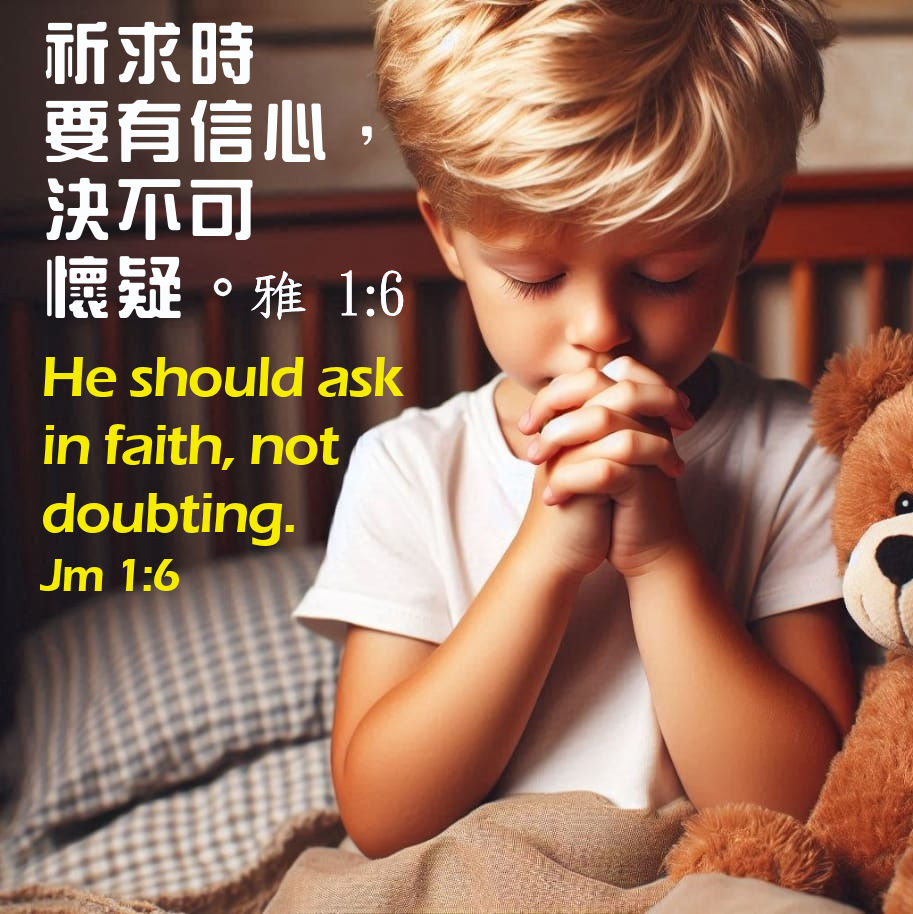 祈求時
要有信心，
決不可
懷疑。雅 1:6
He should ask
in faith, not
doubting.
Jm 1:6